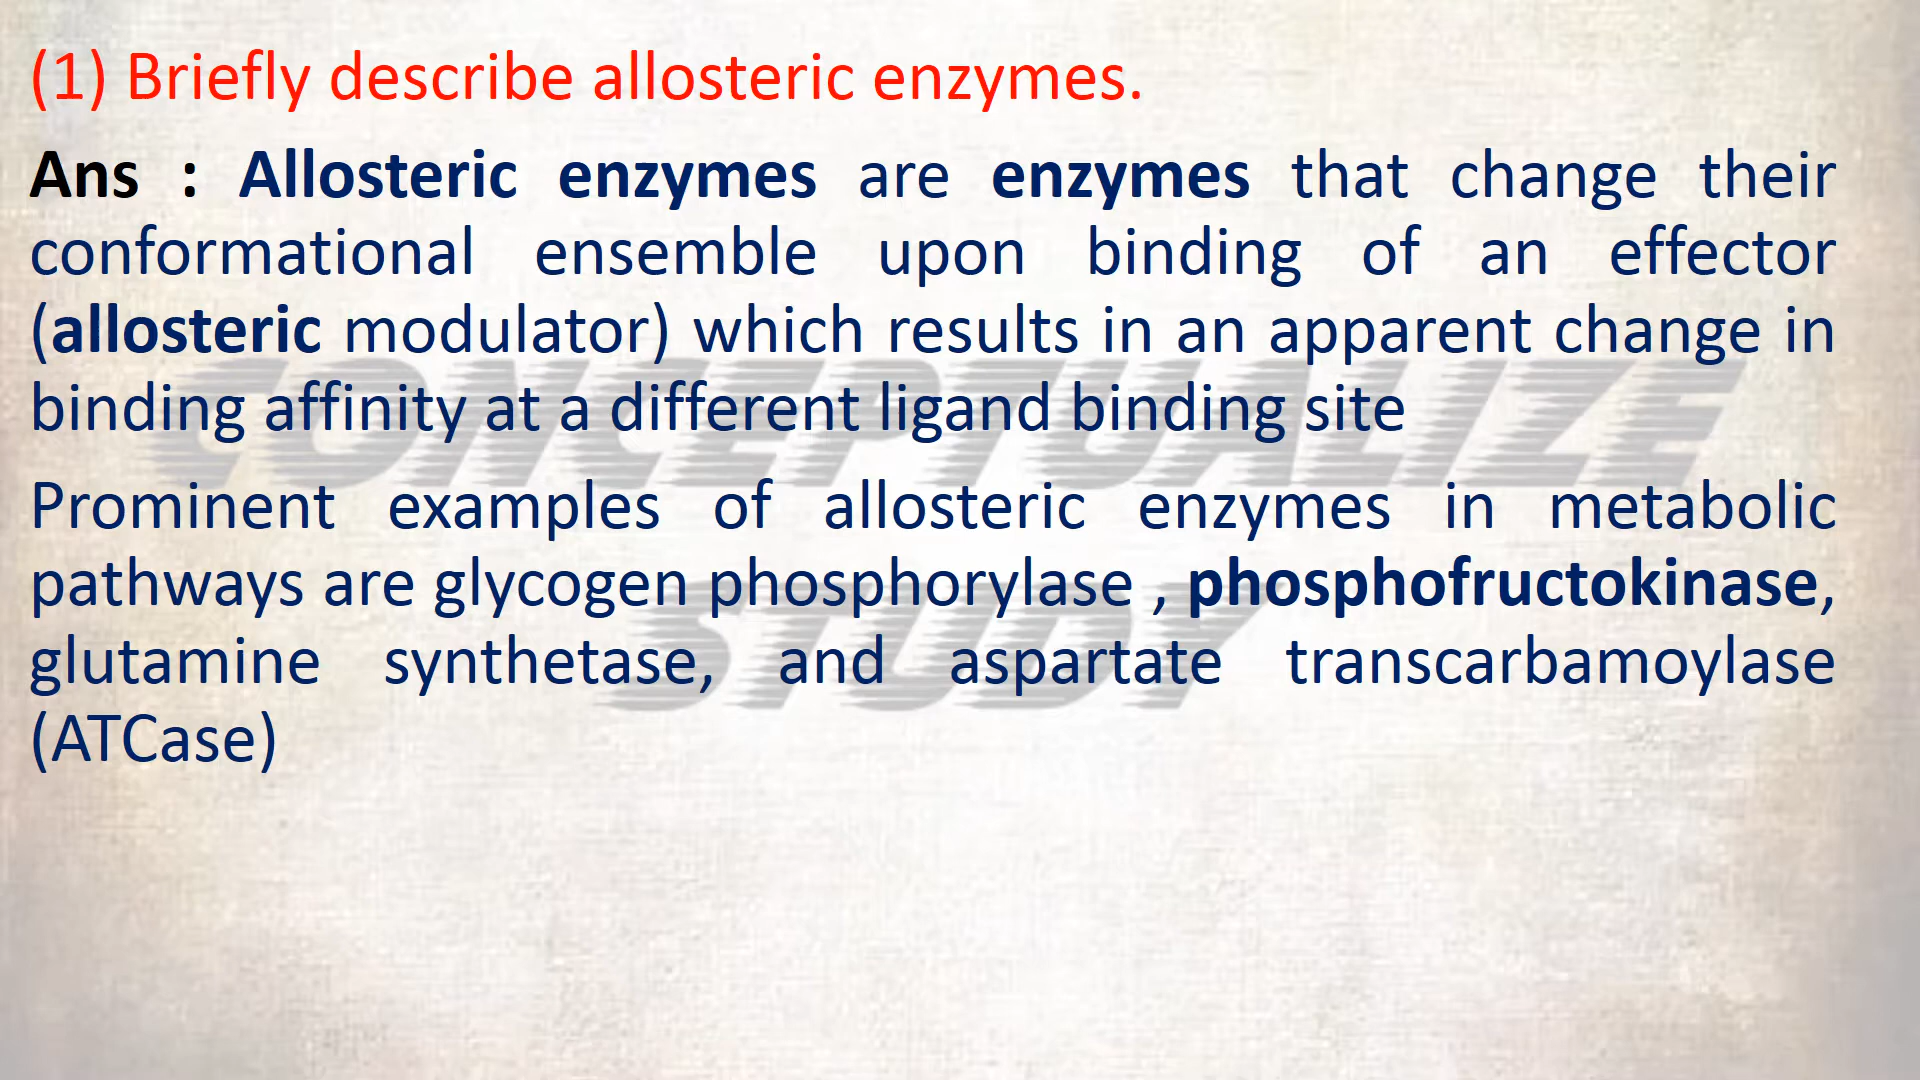 (1) Briefly describe allosteric enzymes.
Ans : Allosteric enzymes are enzymes that change their
conformational ensemble upon binding of an effector
(allosteric modulator) which results in an apparent change in
binding affinity at a different ligand binding site
Prominent examples of allosteric enzymes in metabolic
pathways are glycogen phosphorylase , phosphofructokinase,
glutamine synthetase, and aspartate transcarbamoylase
(ATCase)
CONCEPTUALIZE
STUDY